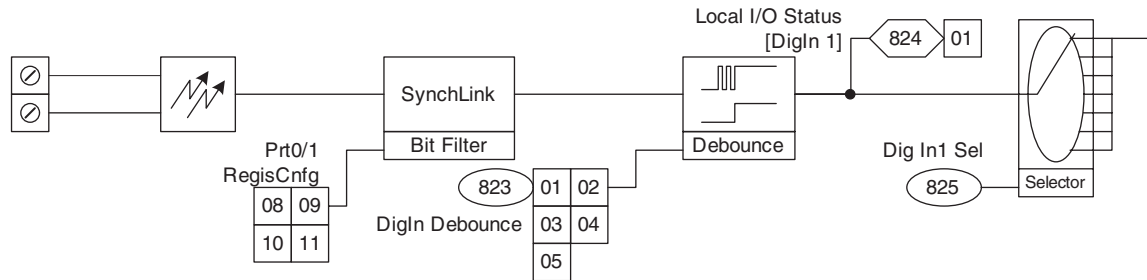 Local I/O Status
[DigIn 1]
824 01
SynchLink
Bit Filter
Debounce
Prt0/1
RegisCnfg
08 09
10 11
823 01 02
DigIn Debounce 03 04
05
Dig In1 Sel
825
Selector